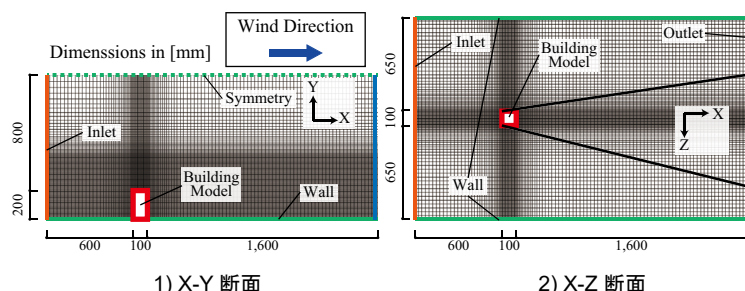 Wind Direction
Dimenssions in [mm]
Y
X
Symmetry
Inlet
Building
Model
Wall
800
200
600
100
1,600
1) X-Y 断面
Inlet
Building
Model
Outlet
X
Z
Wall
650
100
650
600
100
1,600
2) X-Z 断面